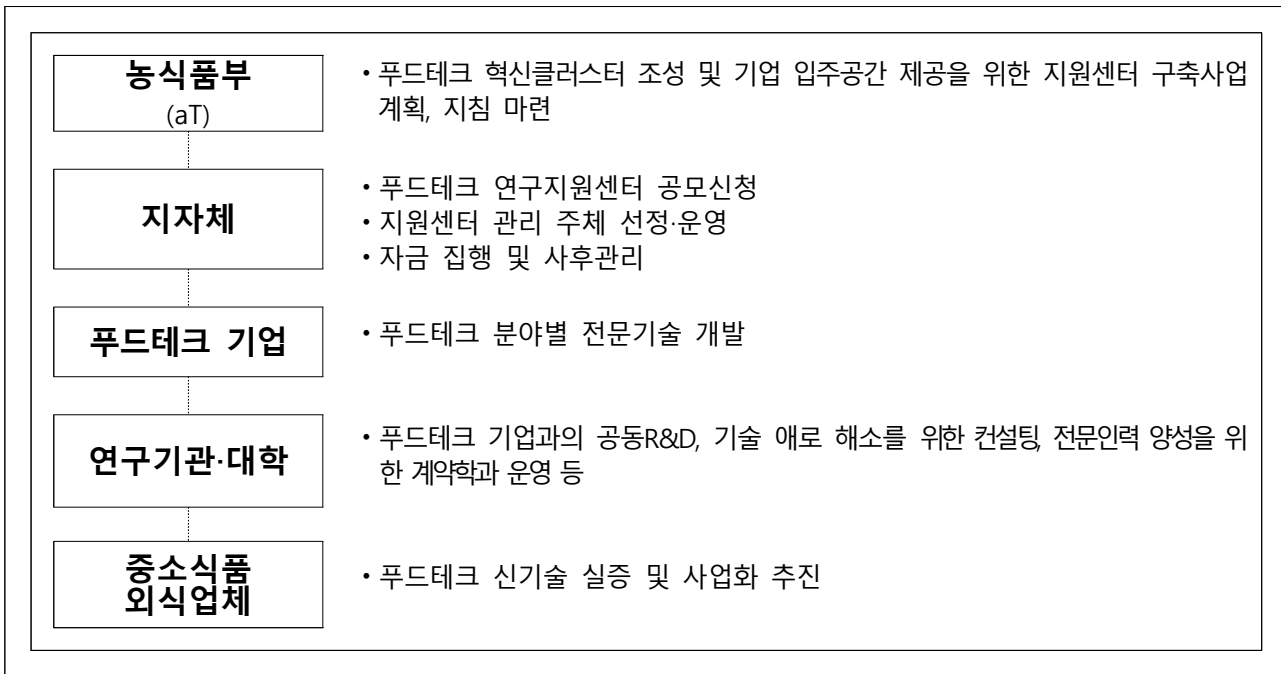 농식품부
(aT)
• 푸드테크 혁신클러스터 조성 및 기업 입주공간 제공을 위한 지원센터 구축사업
계획, 지침 마련
지자체
• 푸드테크 연구지원센터 공모신청
• 지원센터 관리 주체 선정·운영
• 자금 집행 및 사후관리
푸드테크 기업
• 푸드테크 분야별 전문기술 개발
연구기관·대학
• 푸드테크 기업과의 공동R&D, 기술 애로 해소를 위한 컨설팅, 전문인력 양성을 위
한 계약학과 운영 등
중소식품
외식업체
• 푸드테크 신기술 실증 및 사업화 추진